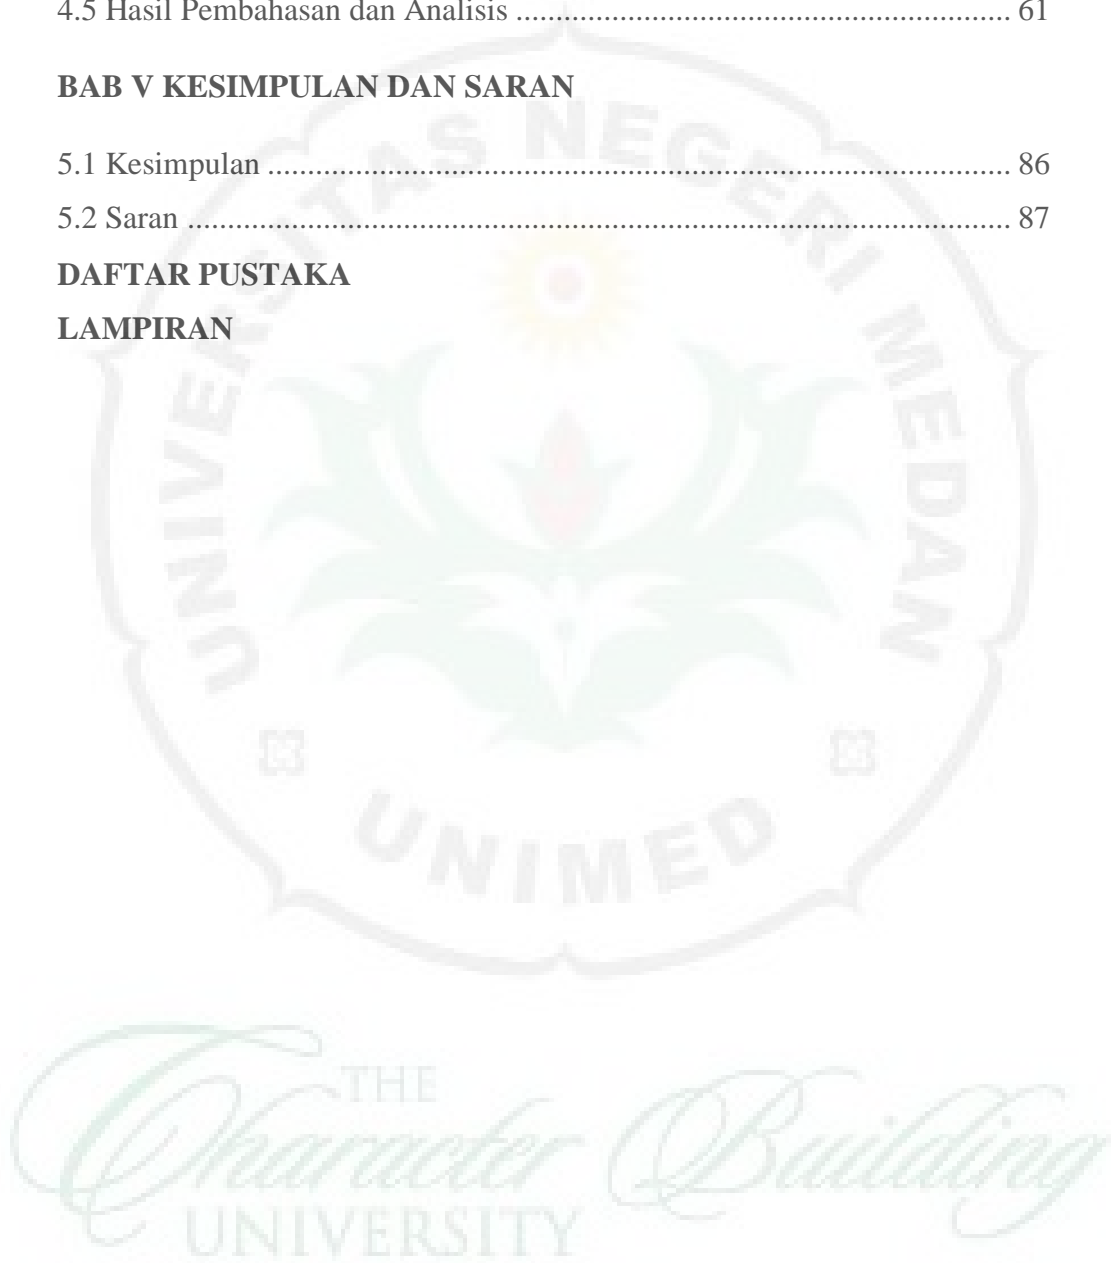 4.5 Hasil Pembahasan dan Analisis ............................................................... 61
BAB V KESIMPULAN DAN SARAN
5.1 Kesimpulan ............................................................................................. 86
5.2 Saran ....................................................................................................... 87
DAFTAR PUSTAKA
LAMPIRAN
UNIVERSITAS NEGERI MEDAN
UNIMED
THE
Character Building
UNIVERSITY